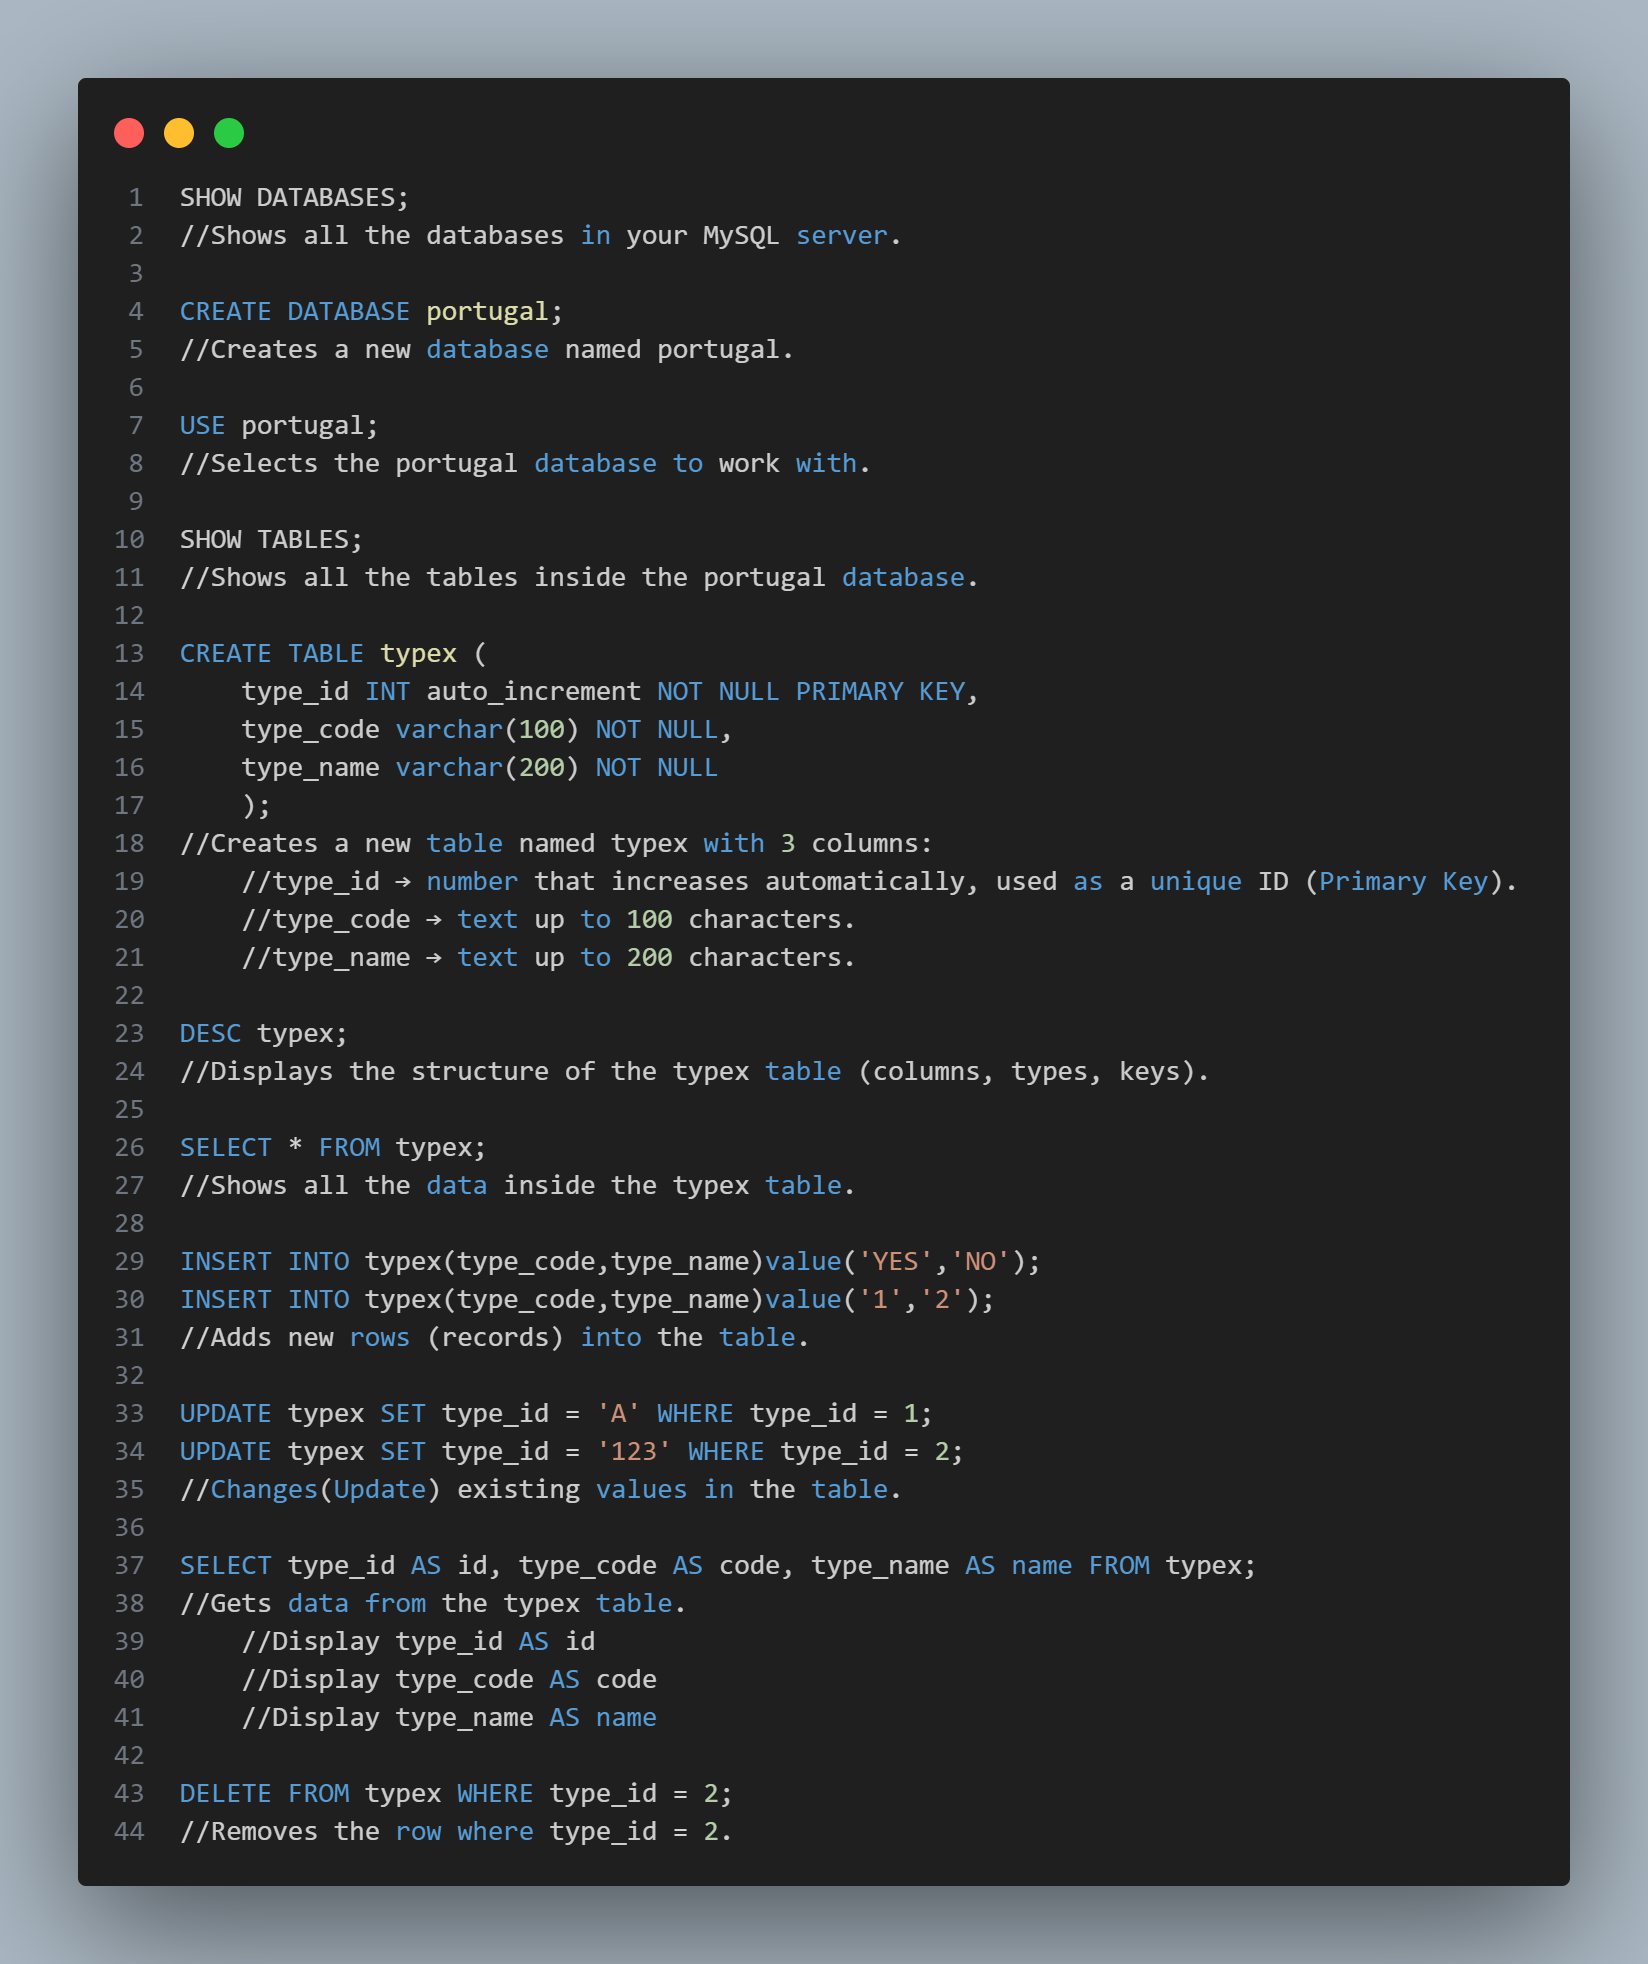 1 SHOW DATABASES;
2 //Shows all the databases in your MySQL server.
3
4 CREATE DATABASE portugal;
5 //Creates a new database named portugal.
6
7 USE portugal;
8 //Selects the portugal database to work with.
9
10 SHOW TABLES;
11 //Shows all the tables inside the portugal database.
12
13 CREATE TABLE typex (
14     type_id INT auto_increment NOT NULL PRIMARY KEY,
15     type_code varchar(100) NOT NULL,
16     type_name varchar(200) NOT NULL
17     );
18 //Creates a new table named typex with 3 columns:
19     //type_id → number that increases automatically, used as a unique ID (Primary Key).
20     //type_code → text up to 100 characters.
21     //type_name → text up to 200 characters.
22
23 DESC typex;
24 //Displays the structure of the typex table (columns, types, keys).
25
26 SELECT * FROM typex;
27 //Shows all the data inside the typex table.
28
29 INSERT INTO typex(type_code,type_name)value('YES','NO');
30 INSERT INTO typex(type_code,type_name)value('1','2');
31 //Adds new rows (records) into the table.
32
33 UPDATE typex SET type_id = 'A' WHERE type_id = 1;
34 UPDATE typex SET type_id = '123' WHERE type_id = 2;
35 //Changes(Update) existing values in the table.
36
37 SELECT type_id AS id, type_code AS code, type_name AS name FROM typex;
38 //Gets data from the typex table.
39     //Display type_id AS id
40     //Display type_code AS code
41     //Display type_name AS name
42
43 DELETE FROM typex WHERE type_id = 2;
44 //Removes the row where type_id = 2.